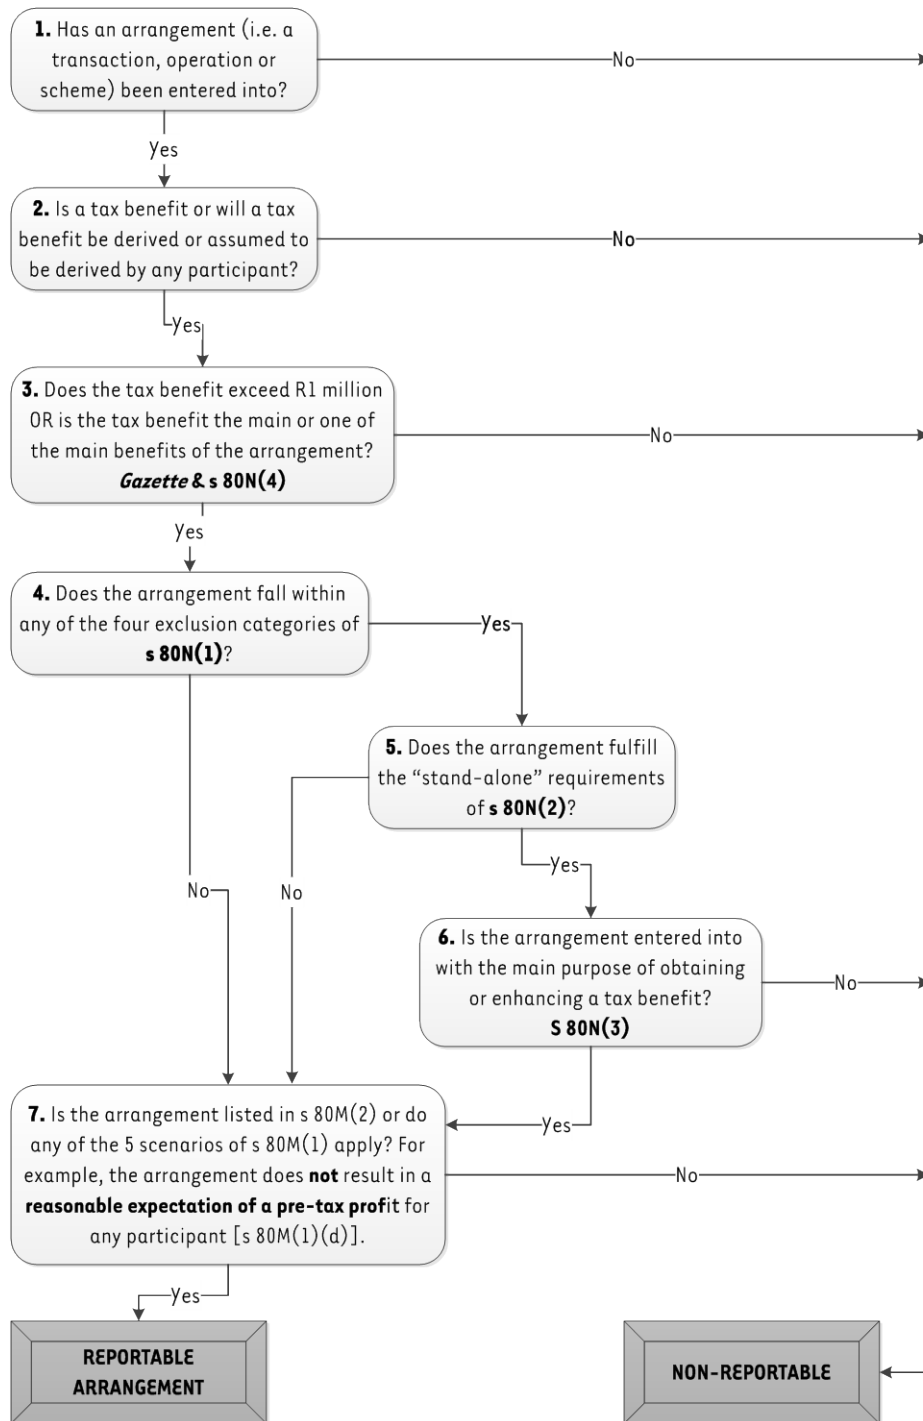 1. Has an arrangement (i.e. a
transaction, operation or
scheme) been entered into?
No
Yes
2. Is a tax benefit or will a tax
benefit be derived or assumed to
be derived by any participant?
No
Yes
3. Does the tax benefit exceed R1 million
OR is the tax benefit the main or one of
the main benefits of the arrangement?
Gazette & s 80N(4)
No
Yes
4. Does the arrangement fall within
any of the four exclusion categories of
s 80N(1)?
Yes
5. Does the arrangement fulfill
the “stand-alone” requirements
of s 80N(2)?
Yes
No
No
6. Is the arrangement entered into
with the main purpose of obtaining
or enhancing a tax benefit?
S 80N(3)
No
Yes
7. Is the arrangement listed in s 80M(2) or do
any of the 5 scenarios of s 80M(1) apply? For
example, the arrangement does not result in a
reasonable expectation of a pre-tax profit for
any participant [s 80M(1)(d)].
No
Yes
REPORTABLE
ARRANGEMENT
NON-REPORTABLE